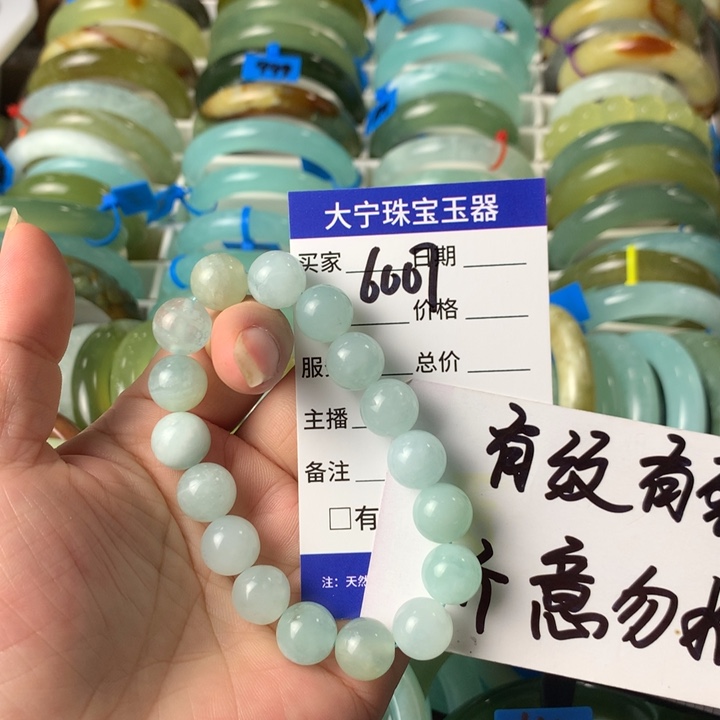 大宁珠宝玉器
买家 日期
6007
价格
服 总价
主播
备注
□有
注：天然
有纹有
介意勿